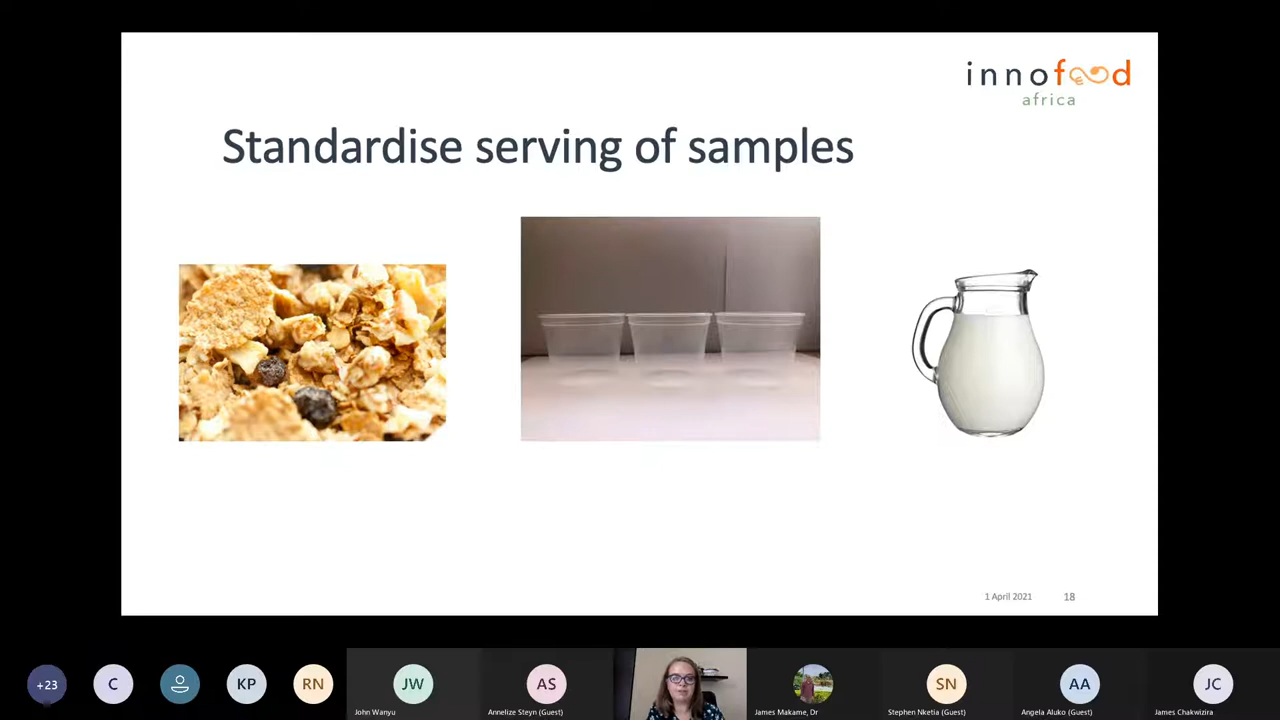 innofood
africa
Standardise serving of samples
1 April 2021 18
+23 C KP RN JW AS SN AA JC
John Wanyu Annelize Steyn (Guest) James Makame, Dr Stephen Nketia (Guest) Angela Aluko (Guest) James Chakwizira